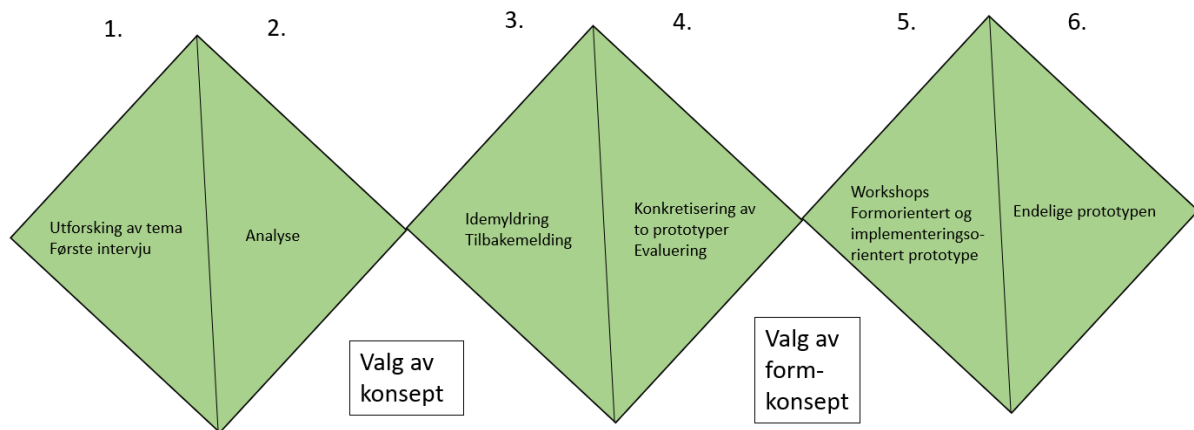 1.
2.
3.
4.
5.
6.
Utforsking av tema
Første intervju
Analyse
Idemyldring
Tilbakemelding
Konkretisering av
to prototyper
Evaluering
Workshops
Formorientert og
implementeringso-
rientert prototype
Endelige prototypen
Valg av
konsept
Valg av
form-
konsept